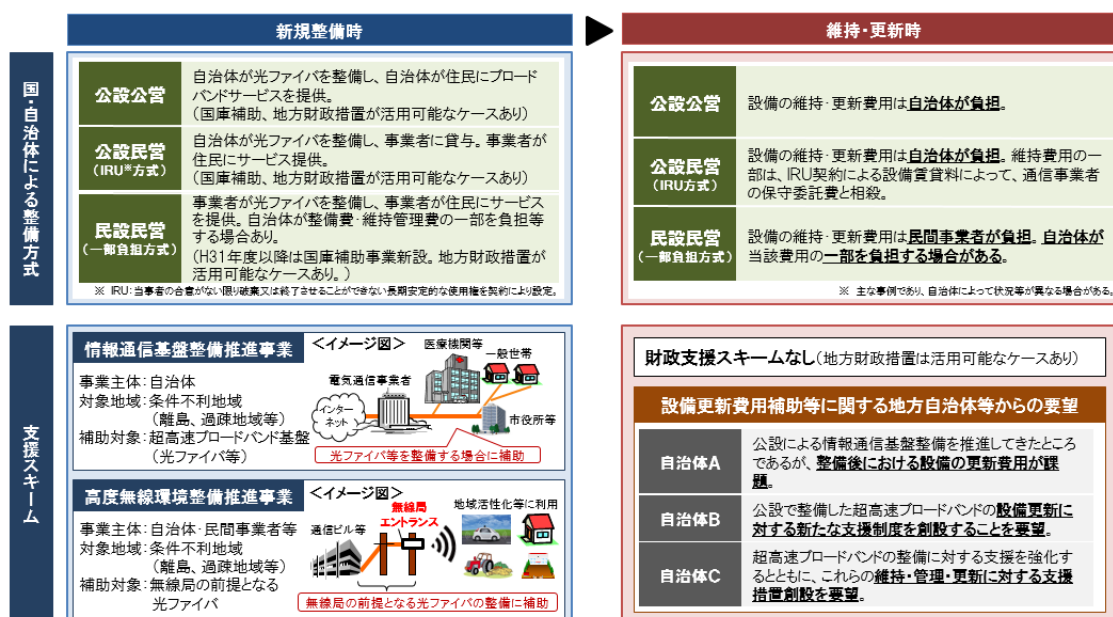 新規整備時
維持・更新時
国・自治体による整備方式
公設公営
自治体が光ファイバを整備し、自治体が住民にブロード
バンドサービスを提供。
(国庫補助、地方財政措置が活用可能なケースあり)
公設民営
(IRU※方式)
自治体が光ファイバを整備し、事業者に貸与。事業者が
住民にサービス提供。
(国庫補助、地方財政措置が活用可能なケースあり)
民設民営
(一部負担方式)
事業者が光ファイバを整備し、事業者が住民にサービス
を提供。自治体が整備費・維持管理費の一部を負担等
する場合あり。
(H31年度以降は国庫補助事業新設。地方財政措置が
活用可能なケースあり。)
※ IRU:当事者の合意がない限り破棄又は終了させることができない長期安定的な使用権を契約により設定。
公設公営
設備の維持・更新費用は自治体が負担。
公設民営
(IRU方式)
設備の維持・更新費用は自治体が負担。維持費用の一
部は、IRU契約による設備賃貸料によって、通信事業者
の保守委託費と相殺。
民設民営
(一部負担方式)
設備の維持・更新費用は民間事業者が負担。自治体が
当該費用の一部を負担する場合がある。
※ 主な事例であり、自治体によって状況等が異なる場合がある。
支援スキーム
情報通信基盤整備推進事業
<イメージ図>
医療機関等
一般世帯
電気通信事業者
インター
ネット
市役所等
事業主体:自治体
対象地域:条件不利地域
(離島、過疎地域等)
補助対象:超高速ブロードバンド基盤
(光ファイバ等)
光ファイバ等を整備する場合に補助
高度無線環境整備推進事業
<イメージ図>
地域活性化等に利用
無線局
エントランス
通信ビル等
事業主体:自治体・民間事業者等
対象地域:条件不利地域
(離島、過疎地域等)
補助対象:無線局の前提となる
光ファイバ
無線局の前提となる光ファイバの整備に補助
財政支援スキームなし(地方財政措置は活用可能なケースあり)
設備更新費用補助等に関する地方自治体等からの要望
自治体A
公設による情報通信基盤整備を推進してきたところ
であるが、整備後における設備の更新費用が課
題。
自治体B
公設で整備した超高速ブロードバンドの設備更新に
対する新たな支援制度を創設することを要望。
自治体C
超高速ブロードバンドの整備に対する支援を強化す
るとともに、これらの維持・管理・更新に対する支援
措置創設を要望。